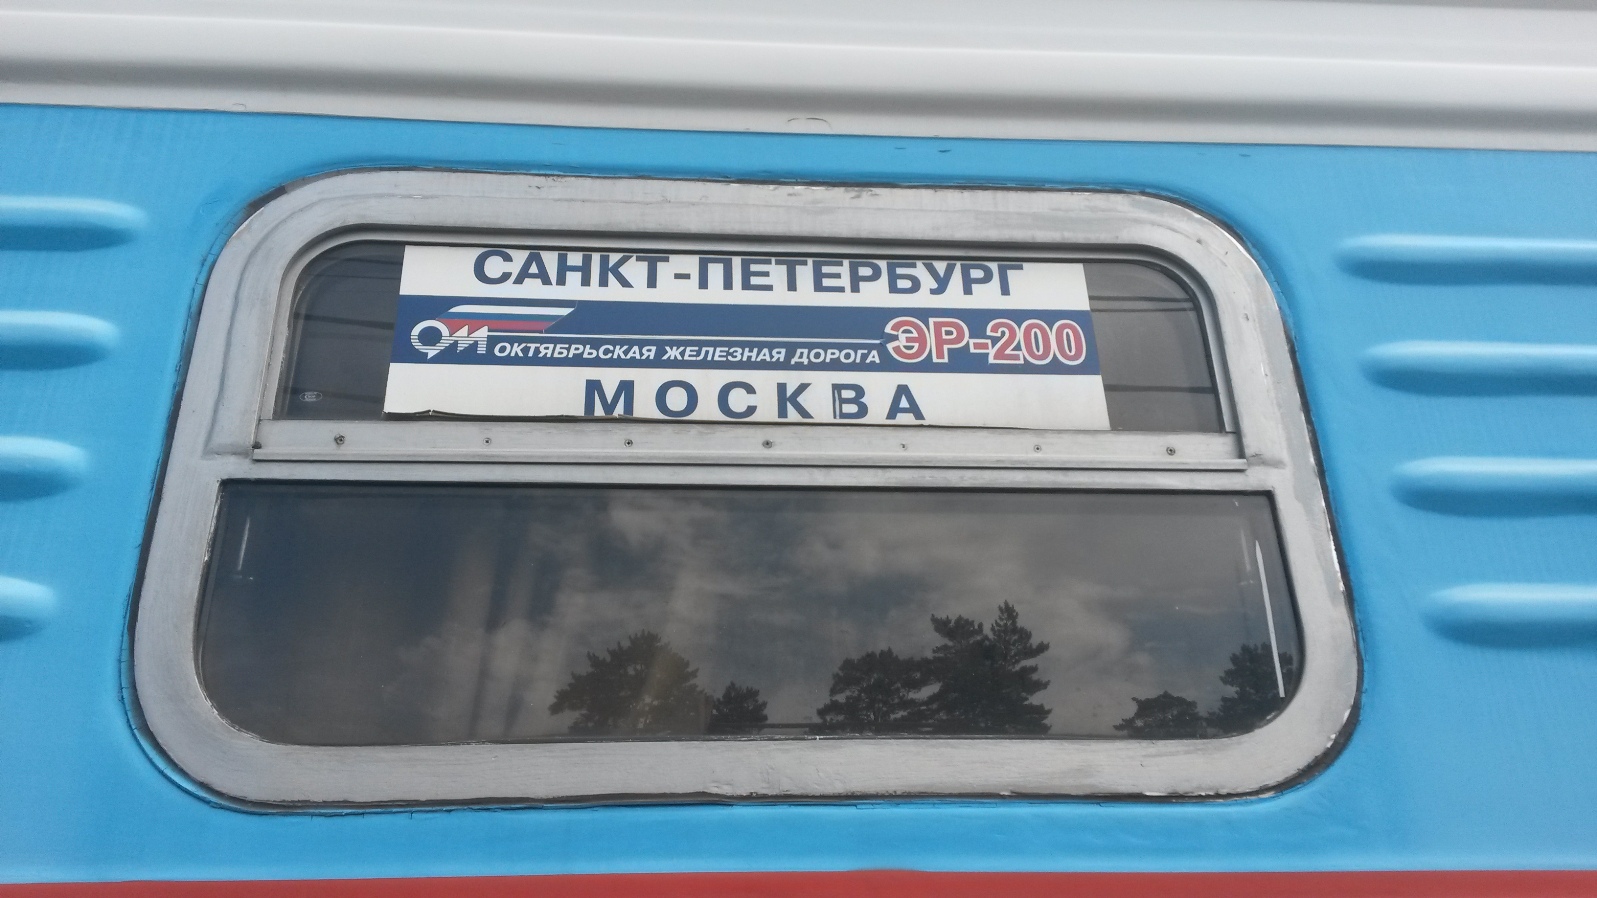 САНКТ-ПЕТЕРБУРГ
ОКТЯБРЬСКАЯ ЖЕЛЕЗНАЯ ДОРОГА ЭР-200
МОСКВА